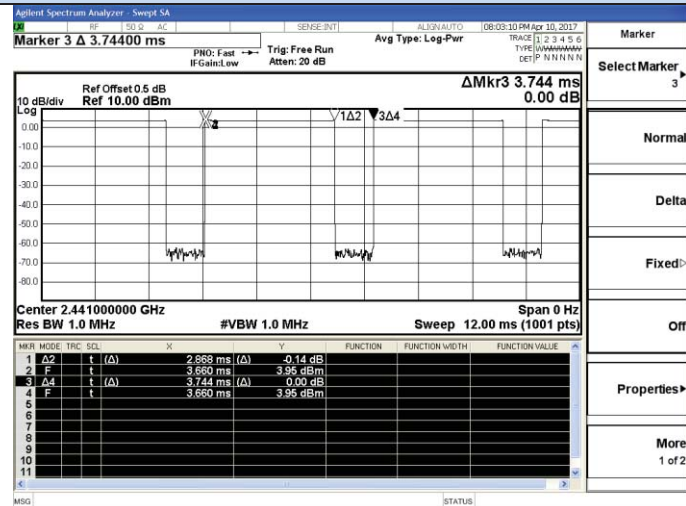 Agilent Spectrum Analyzer - Swept SA
RF 50 Ω AC SENSE:INT ALIGN AUTO 08:03:10 PM Apr 10, 2017
Marker 3 Δ 3.74400 ms
PNO: Fast
IFGain:Low
Trig: Free Run
Atten: 20 dB
Avg Type: Log-Pwr
TRACE 1 2 3 4 5 6
TYPE
DET P N N N N N
Ref Offset 0.5 dB
10 dB/div Ref 10.00 dBm
ΔMkr3 3.744 ms
0.00 dB
Log
1Δ2 3Δ4
0.00
-10.0
-20.0
-30.0
-40.0
-50.0
-60.0
-70.0
-80.0
Center 2.441000000 GHz Span 0 Hz
Res BW 1.0 MHz #VBW 1.0 MHz Sweep 12.00 ms (1001 pts)
MKR MODE TRC SCL X Y FUNCTION FUNCTION WIDTH FUNCTION VALUE
1 Δ2 t (Δ) 2.868 ms (Δ) -0.14 dB
2 F t 3.660 ms 3.95 dBm
3 Δ4 t (Δ) 3.744 ms (Δ) 0.00 dB
4 F t 3.660 ms 3.95 dBm
5
6
7
8
9
10
11
MSG STATUS
Marker
Select Marker
3
Normal
Delta
Fixed
Off
Properties
More
1 of 2